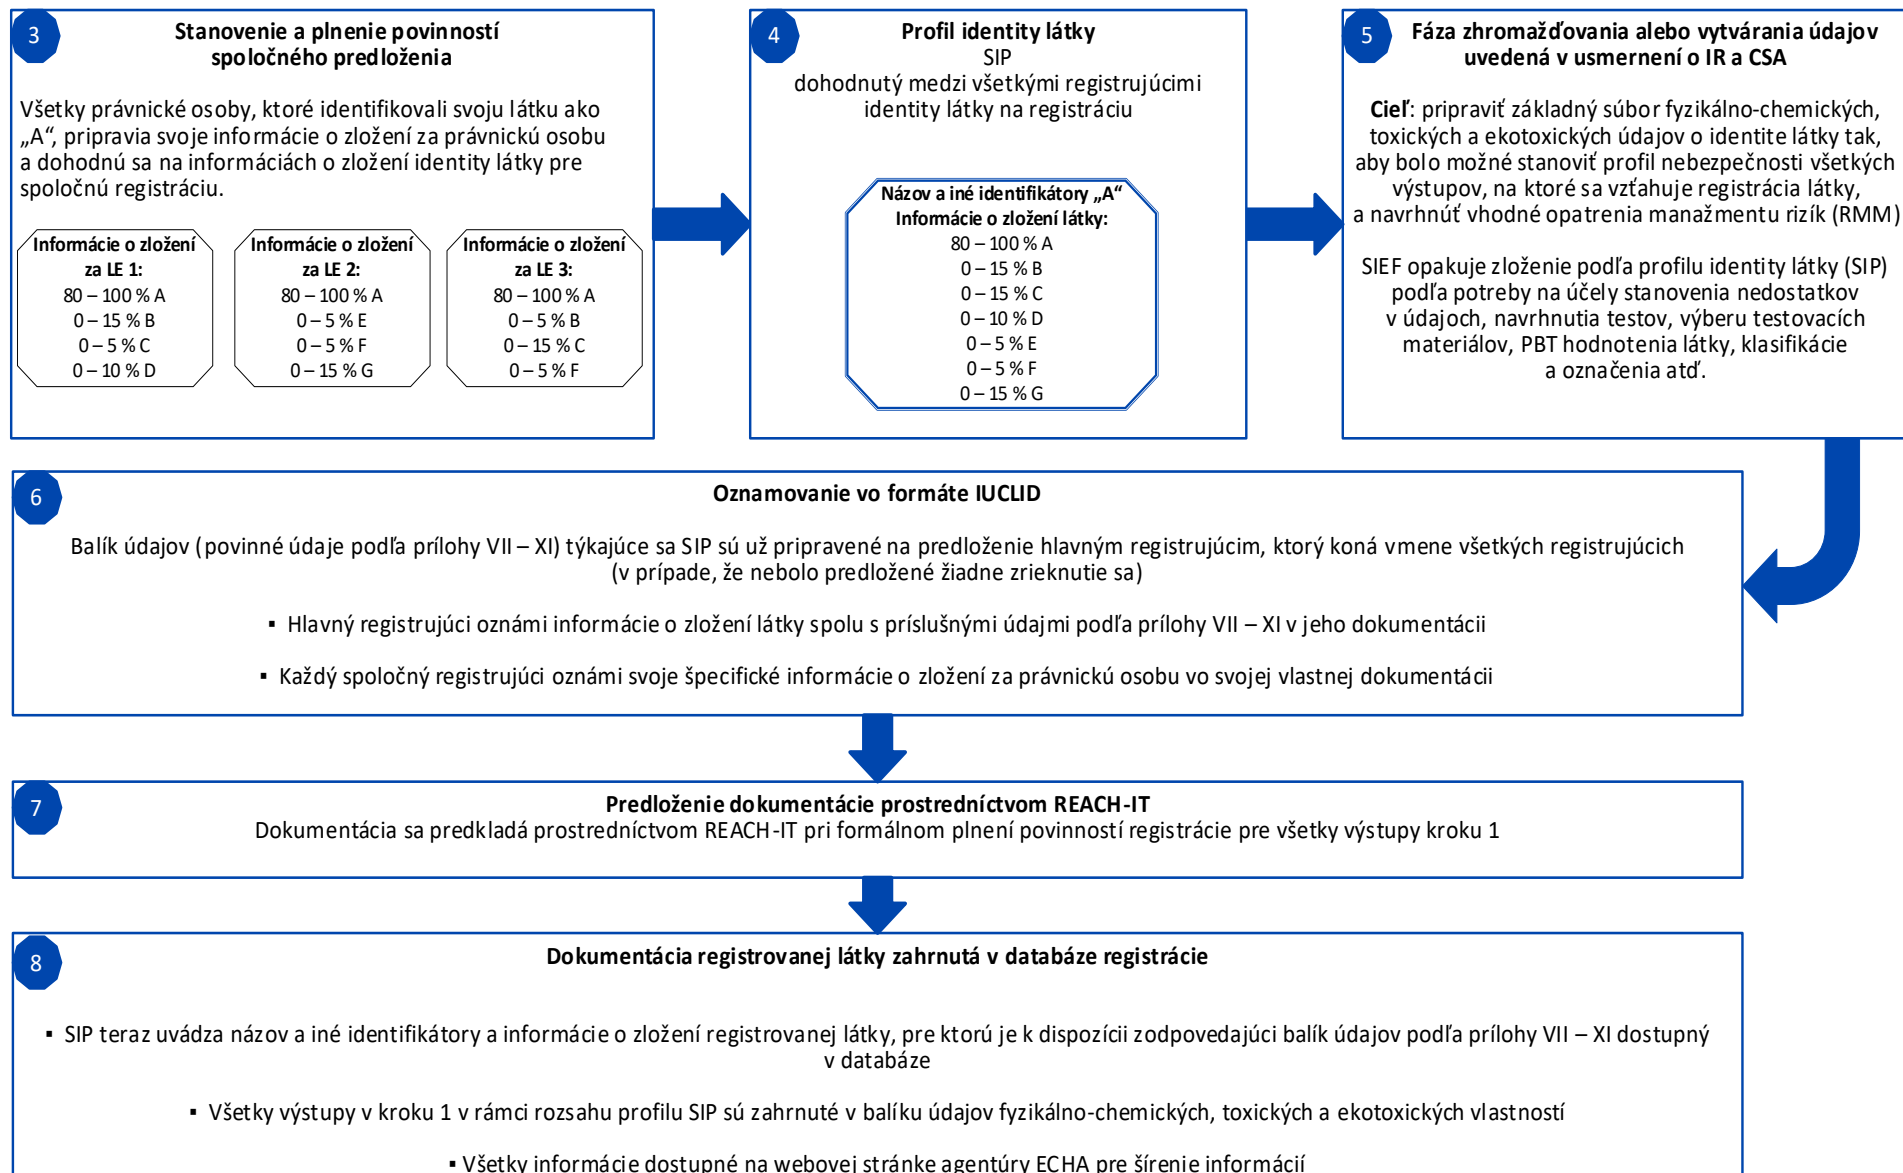 3
Stanovenie a plnenie povinností
spoločného predloženia
Všetky právnické osoby, ktoré identifikovali svoju látku ako
„A“, pripravia svoje informácie o zložení za právnickú osobu
a dohodnú sa na informáciách o zložení identity látky pre
spoločnú registráciu.
Informácie o zložení
za LE 1:
80 – 100 % A
0 – 15 % B
0 – 5 % C
0 – 10 % D
Informácie o zložení
za LE 2:
80 – 100 % A
0 – 5 % E
0 – 5 % F
0 – 15 % G
Informácie o zložení
za LE 3:
80 – 100 % A
0 – 5 % B
0 – 15 % C
0 – 5 % F
4
Profil identity látky
SIP
dohodnutý medzi všetkými registrujúcimi
identity látky na registráciu
Názov a iné identifikátory „A“
Informácie o zložení látky:
80 – 100 % A
0 – 15 % B
0 – 15 % C
0 – 10 % D
0 – 5 % E
0 – 5 % F
0 – 15 % G
5
Fáza zhromažďovania alebo vytvárania údajov
uvedená v usmernení o IR a CSA
Cieľ: pripraviť základný súbor fyzikálno-chemických,
toxických a ekotoxických údajov o identite látky tak,
aby bolo možné stanoviť profil nebezpečnosti všetkých
výstupov, na ktoré sa vzťahuje registrácia látky,
a navrhnúť vhodné opatrenia manažmentu rizík (RMM)
SIEF opakuje zloženie podľa profilu identity látky (SIP)
podľa potreby na účely stanovenia nedostatkov
v údajoch, navrhnutia testov, výberu testovacích
materiálov, PBT hodnotenia látky, klasifikácie
a označenia atď.
6
Oznamovanie vo formáte IUCLID
Balík údajov (povinné údaje podľa prílohy VII – XI) týkajúce sa SIP sú už pripravené na predloženie hlavným registrujúcim, ktorý koná vmene všetkých registrujúcich
(v prípade, že nebolo predložené žiadne zrieknutie sa)
▪ Hlavný registrujúci oznámi informácie o zložení látky spolu s príslušnými údajmi podľa prílohy VII – XI v jeho dokumentácii
▪ Každý spoločný registrujúci oznámi svoje špecifické informácie o zložení za právnickú osobu vo svojej vlastnej dokumentácii
7
Predloženie dokumentácie prostredníctvom REACH-IT
Dokumentácia sa predkladá prostredníctvom REACH-IT pri formálnom plnení povinností registrácie pre všetky výstupy kroku 1
8
Dokumentácia registrovanej látky zahrnutá v databáze registrácie
▪ SIP teraz uvádza názov a iné identifikátory a informácie o zložení registrovanej látky, pre ktorú je k dispozícii zodpovedajúci balík údajov podľa prílohy VII – XI dostupný
v databáze
▪ Všetky výstupy v kroku 1 v rámci rozsahu profilu SIP sú zahrnuté v balíku údajov fyzikálno-chemických, toxických a ekotoxických vlastností
▪ Všetky informácie dostupné na webovej stránke agentúry ECHA pre šírenie informácií